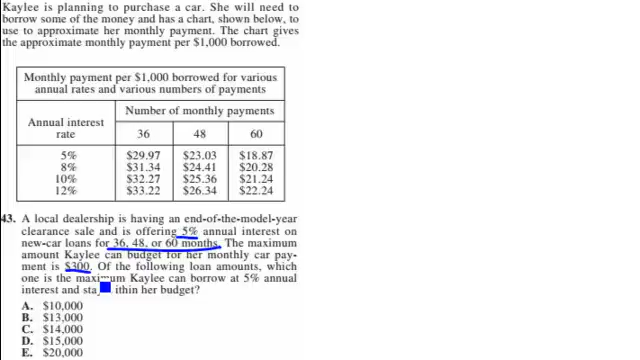 Kaylee is planning to purchase a car. She will need to
borrow some of the money and has a chart, shown below, to
use to approximate her monthly payment. The chart gives
the approximate monthly payment per $1,000 borrowed.
Monthly payment per $1,000 borrowed for various
annual rates and various numbers of payments
Annual interest
rate
Number of monthly payments
36 48 60
5% $29.97 $23.03 $18.87
8% $31.34 $24.41 $20.28
10% $32.27 $25.36 $21.24
12% $33.22 $26.34 $22.24
43. A local dealership is having an end-of-the-model-year
clearance sale and is offering 5% annual interest on
new-car loans for 36, 48, or 60 months. The maximum
amount Kaylee can budget for her monthly car pay-
ment is $300. Of the following loan amounts, which
one is the maximum Kaylee can borrow at 5% annual
interest and ithin her budget?
A. $10,000
B. $13,000
C. $14,000
D. $15,000
E. $20,000